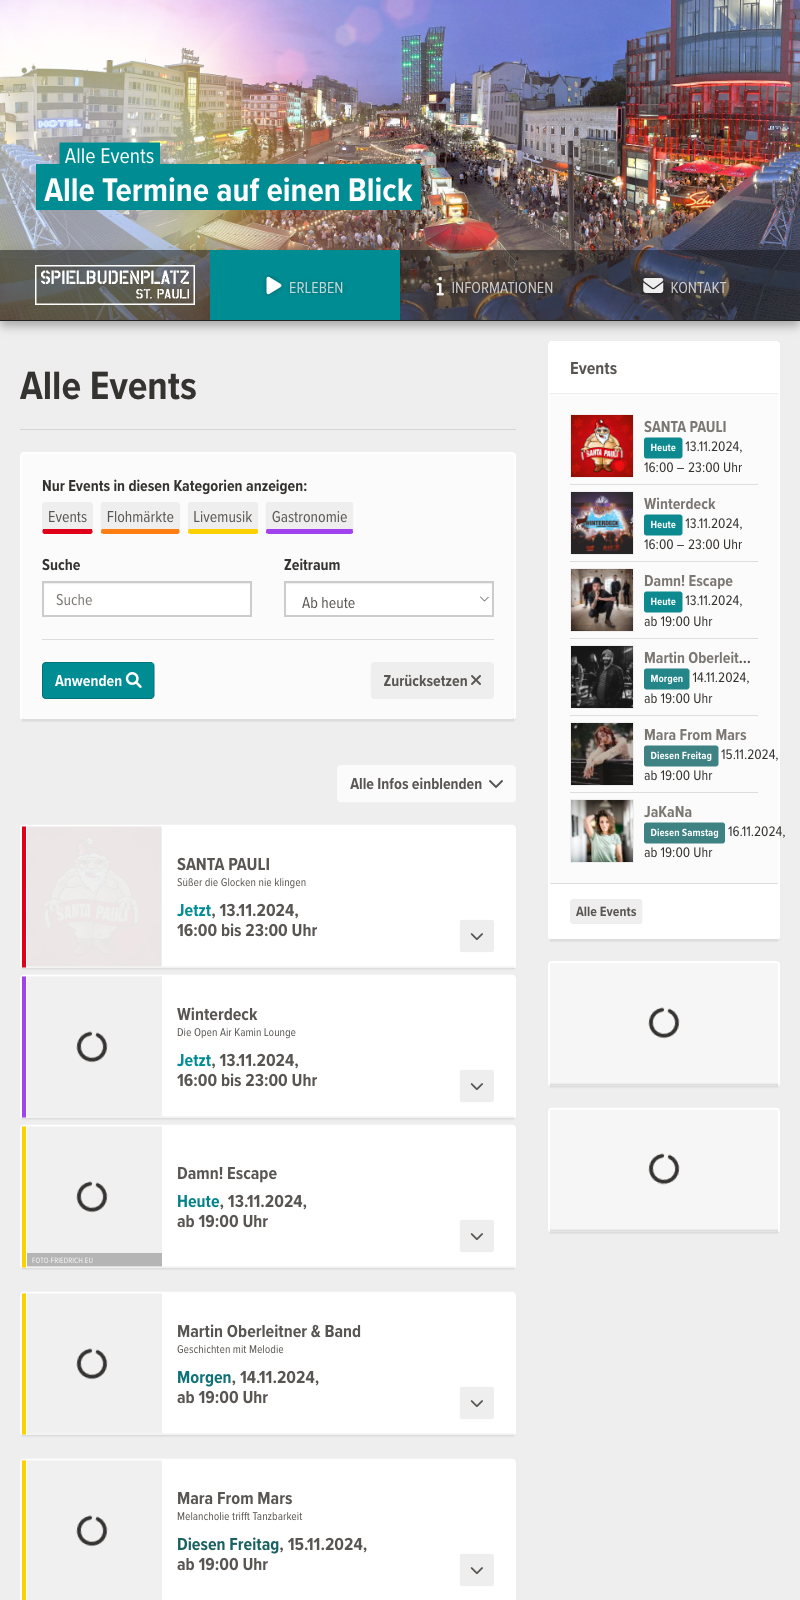 HOTEL
Alle Events
Alle Termine auf einen Blick
SPIELBUDENPLATZ
ST. PAULI
ERLEBEN
INFORMATIONEN
KONTAKT
Alle Events
Nur Events in diesen Kategorien anzeigen:
Events Flohmärkte Livemusik Gastronomie
Suche
Zeitraum
Suche
Ab heute
Anwenden
Zurücksetzen
Alle Infos einblenden
SANTA PAULI
SANTA PAULI
Süßer die Glocken nie klingen
Jetzt, 13.11.2024,
16:00 bis 23:00 Uhr
Winterdeck
Die Open Air Kamin Lounge
Jetzt, 13.11.2024,
16:00 bis 23:00 Uhr
Damn! Escape
Heute, 13.11.2024,
ab 19:00 Uhr
FOTO-FRIEDRICH.EU
Martin Oberleitner & Band
Geschichten mit Melodie
Morgen, 14.11.2024,
ab 19:00 Uhr
Mara From Mars
Melancholie trifft Tanzbarkeit
Diesen Freitag, 15.11.2024,
ab 19:00 Uhr
Events
SANTA PAULI
SANTA PAULI
Heute 13.11.2024,
16:00 – 23:00 Uhr
WINTERDECK
Winterdeck
Heute 13.11.2024,
16:00 – 23:00 Uhr
Damn! Escape
Heute 13.11.2024,
ab 19:00 Uhr
Martin Oberleit...
Morgen 14.11.2024,
ab 19:00 Uhr
Mara From Mars
Diesen Freitag 15.11.2024,
ab 19:00 Uhr
JaKaNa
Diesen Samstag 16.11.2024,
ab 19:00 Uhr
Alle Events